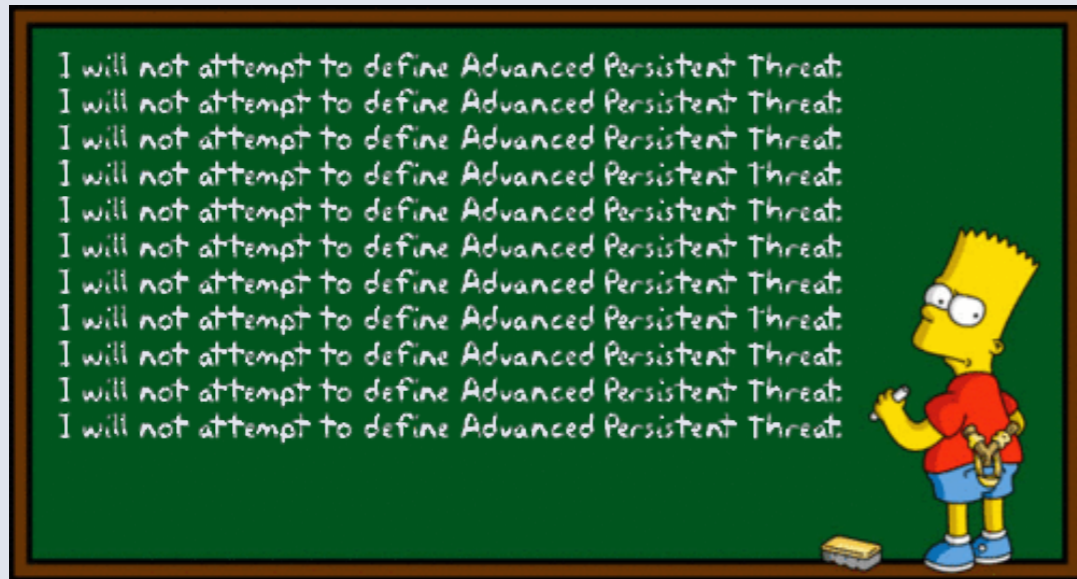 I will not attempt to define Advanced Persistent Threat.
I will not attempt to define Advanced Persistent Threat.
I will not attempt to define Advanced Persistent Threat.
I will not attempt to define Advanced Persistent Threat.
I will not attempt to define Advanced Persistent Threat.
I will not attempt to define Advanced Persistent Threat.
I will not attempt to define Advanced Persistent Threat.
I will not attempt to define Advanced Persistent Threat.
I will not attempt to define Advanced Persistent Threat.
I will not attempt to define Advanced Persistent Threat.
I will not attempt to define Advanced Persistent Threat.